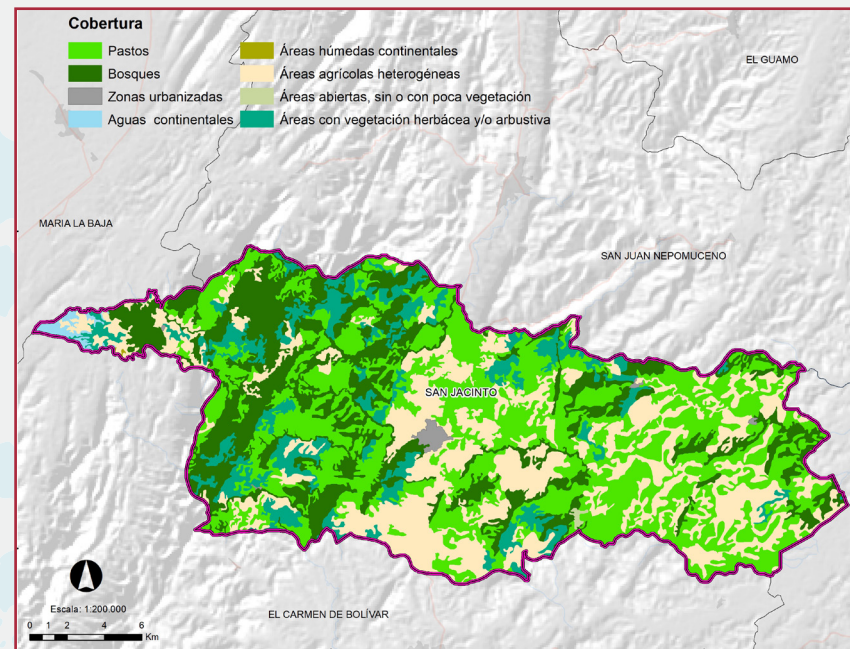 Cobertura
Pastos
Bosques
Zonas urbanizadas
Aguas continentales
Áreas húmedas continentales
Áreas agrícolas heterogéneas
Áreas abiertas, sin o con poca vegetación
Áreas con vegetación herbácea y/o arbustiva
EL GUAMO
MARIA LA BAJA
SAN JUAN NEPOMUCENO
SAN JACINTO
EL CARMEN DE BOLÍVAR
Escala: 1:200.000
0 1 2 4 6
Km